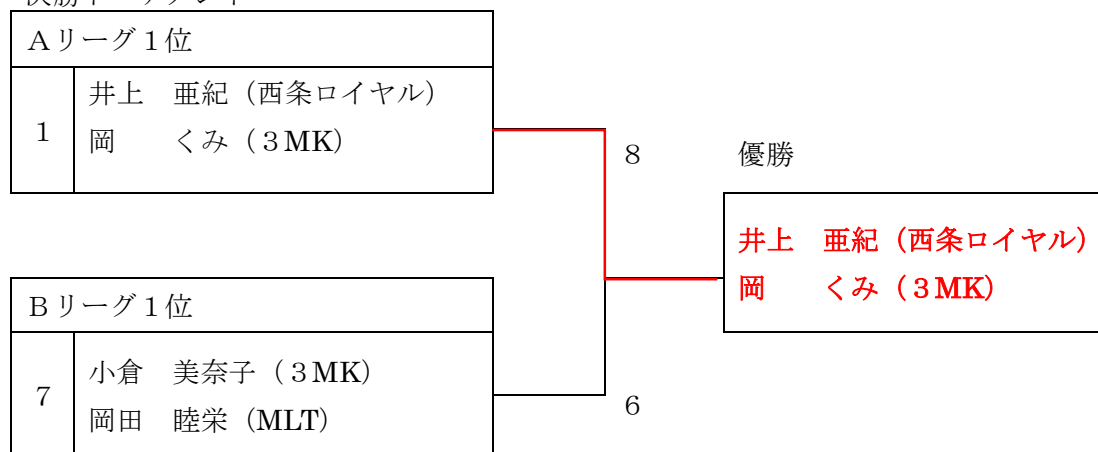 Aリーグ1位
1
井上　亜紀（西条ロイヤル）
岡　　くみ（３MK）
8
優勝
井上　亜紀（西条ロイヤル）
岡　　くみ（３MK）
Bリーグ1位
7
小倉　美奈子（３MK）
岡田　睦栄（MLT）
6